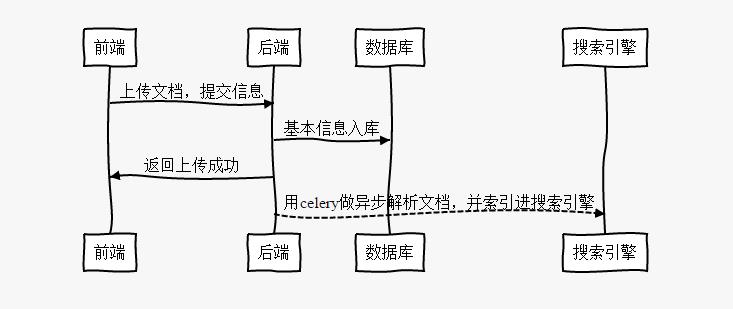 前端
后端
数据库
搜索引擎
上传文档，提交信息
基本信息入库
返回上传成功
用celery做异步解析文档，并索引进搜索引擎
前端
后端
数据库
搜索引擎